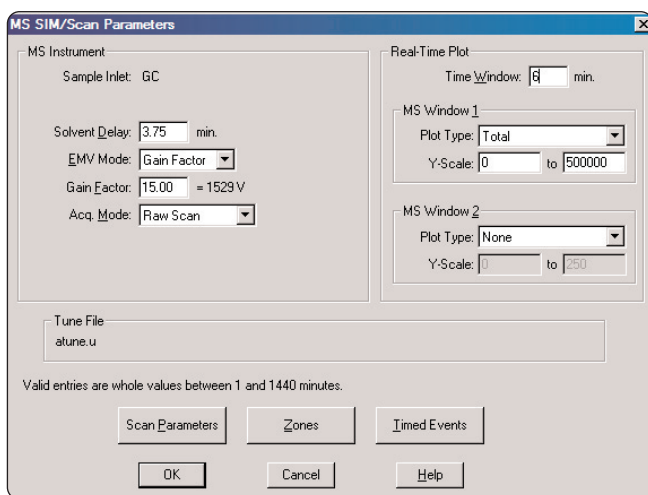 MS SIM/Scan Parameters
MS Instrument
Sample Inlet: GC
Solvent Delay: 3.75 min.
EMV Mode: Gain Factor
Gain Factor: 15.00 = 1529 V
Acq. Mode: Raw Scan
Real-Time Plot
Time Window: 6 min.
MS Window 1
Plot Type: Total
Y-Scale: 0 to 500000
MS Window 2
Plot Type: None
Y-Scale: 0 to 250
Tune File
atune.u
Valid entries are whole values between 1 and 1440 minutes.
Scan Parameters Zones Timed Events
OK Cancel Help